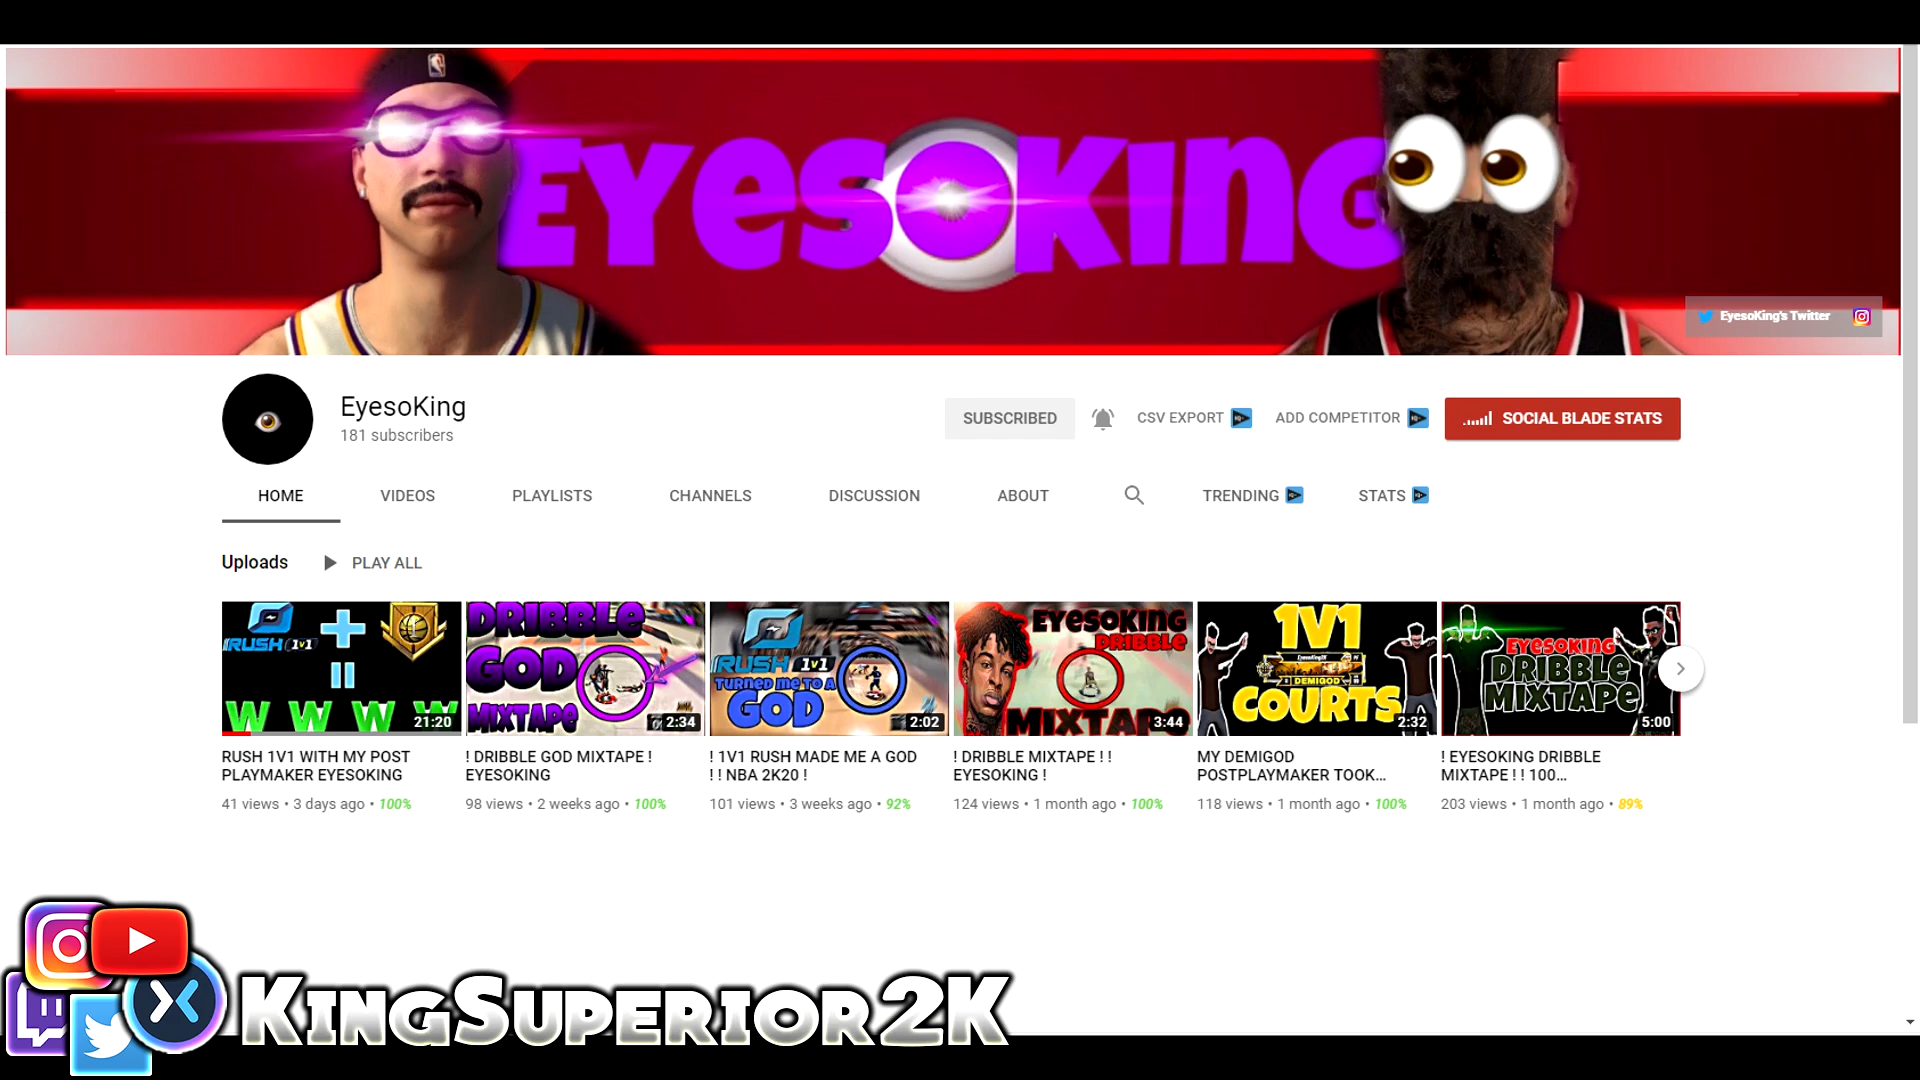 EYESOKING
EyesoKing's Twitter
EyesoKing
181 subscribers
SUBSCRIBED
CSV EXPORT
ADD COMPETITOR
SOCIAL BLADE STATS
HOME
VIDEOS
PLAYLISTS
CHANNELS
DISCUSSION
ABOUT
TRENDING
STATS
Uploads
PLAY ALL
RUSH 1v1
W W W W
21:20
DRIBBLE
GOD
MIXTAPE
2:34
RUSH 1v1
TURNED ME TO A
GOD
2:02
EYESOKING
DRIBBLE
MIXTAPE
3:44
1V1
DEMIGOD
COURTS
2:32
EYESOKING
DRIBBLE
MIXTAPE
5:00
RUSH 1V1 WITH MY POST
PLAYMAKER EYESOKING
41 views • 3 days ago • 100%
! DRIBBLE GOD MIXTAPE !
EYESOKING
98 views • 2 weeks ago • 100%
! 1V1 RUSH MADE ME A GOD
! ! NBA 2K20 !
101 views • 3 weeks ago • 92%
! DRIBBLE MIXTAPE ! !
EYESOKING !
124 views • 1 month ago • 100%
MY DEMIGOD
POSTPLAYMAKER TOOK...
118 views • 1 month ago • 100%
! EYESOKING DRIBBLE
MIXTAPE ! ! 100...
203 views • 1 month ago • 89%
KINGSUPERIOR2K